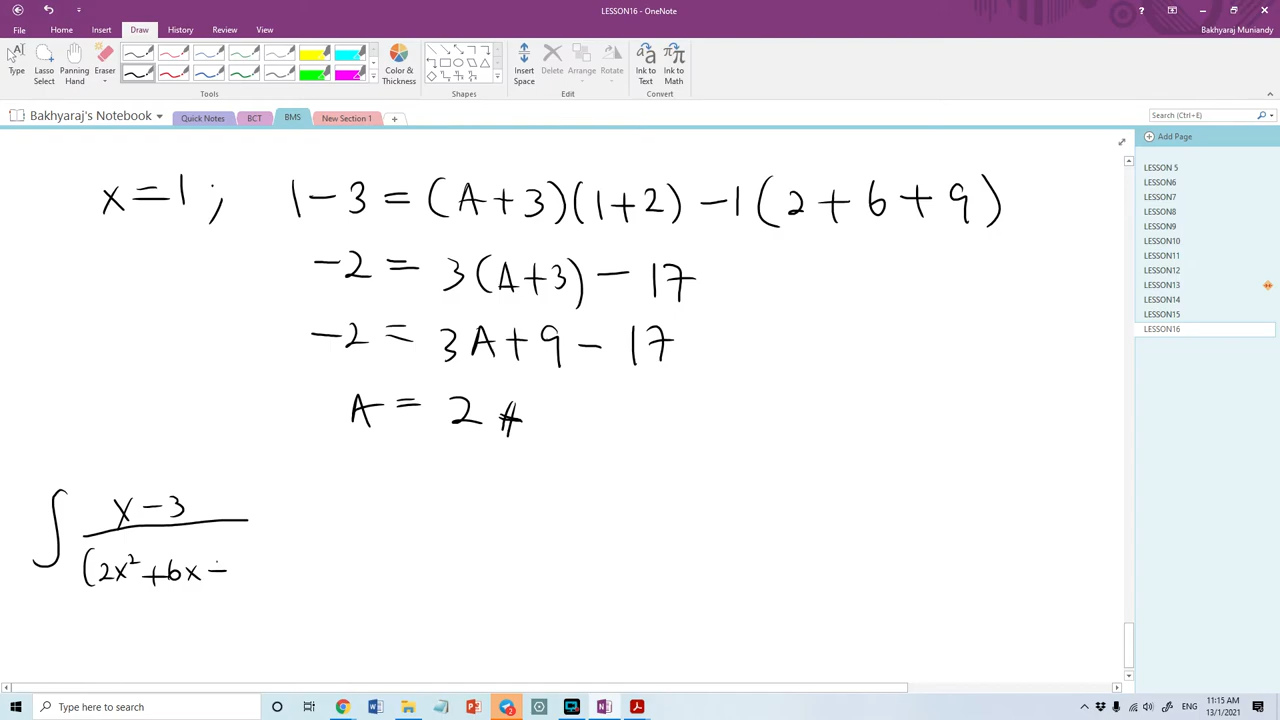 LESSON16 - OneNote
Bakhyaraj Muniandy
File Home Insert Draw History Review View
Type Lasso Select Panning Hand Eraser Color & Thickness Insert Space Delete Arrange Rotate Ink to Text Ink to Math
Tools Shapes Edit Convert
Bakhyaraj's Notebook Quick Notes BCT BMS New Section 1
Search (Ctrl+E)
Add Page
LESSON 5
LESSON6
LESSON7
LESSON8
LESSON9
LESSON10
LESSON11
LESSON12
LESSON13
LESSON14
LESSON15
LESSON16
x=1; 1-3=(A+3)(1+2)-1(2+6+9)
-2=3(A+3)-17
-2=3A+9-17
A=2 #
∫ x-3
(2x²+6x -
Type here to search
11:15 AM
13/1/2021